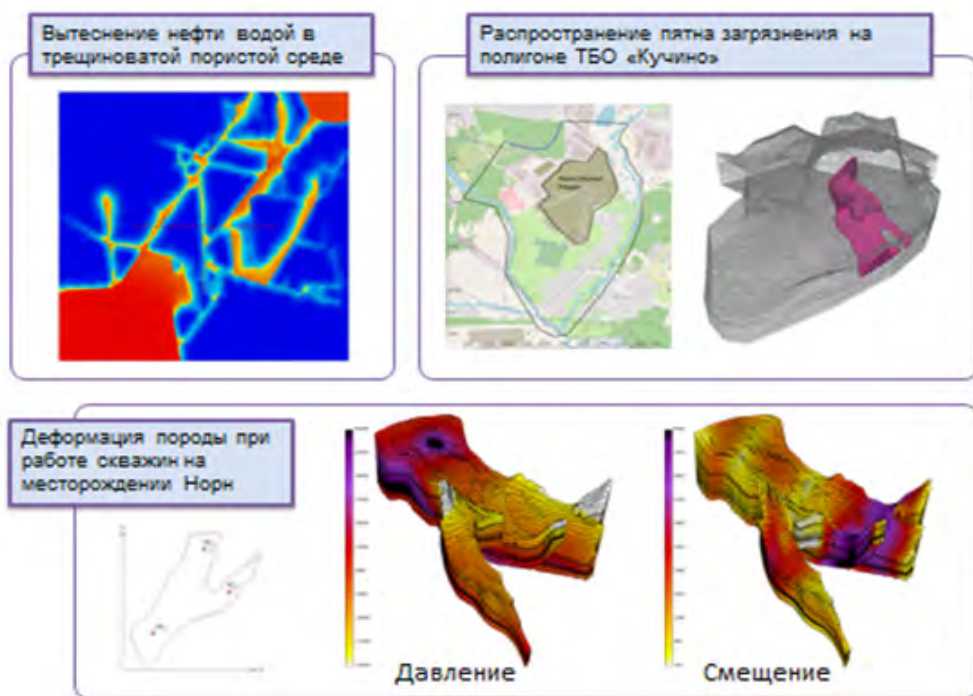 Вытеснение нефти водой в
трещиноватой пористой среде
Распространение пятна загрязнения на
полигоне ТБО «Кучино»
Деформация породы при
работе скважин на
месторождении Норн
Давление
Смещение